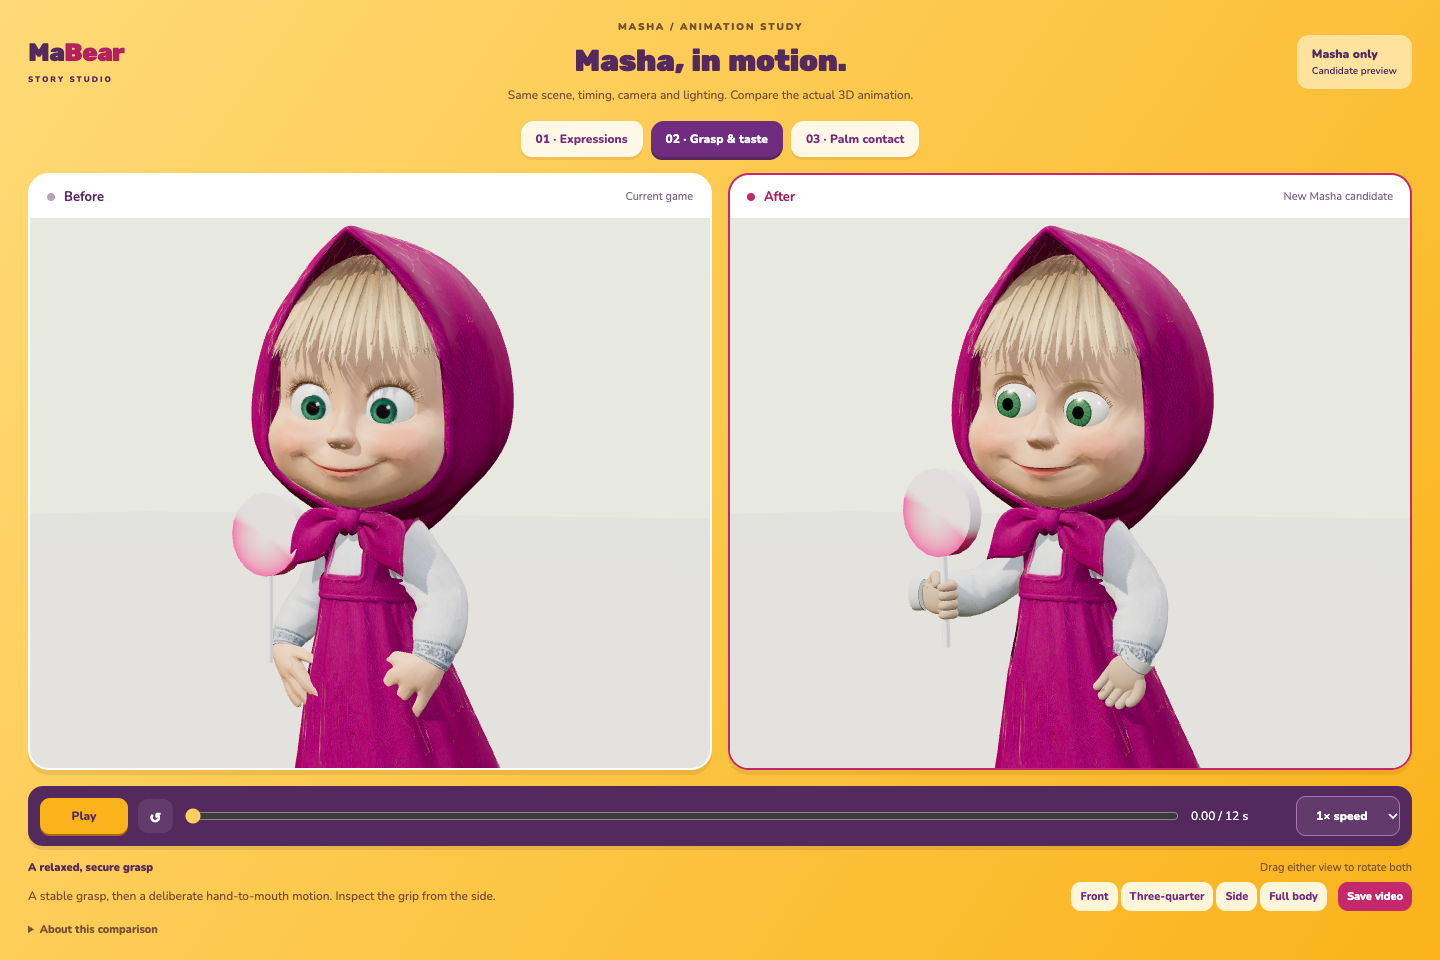 MASHA / ANIMATION STUDY
MaBear
STORY STUDIO
Masha, in motion.
Same scene, timing, camera and lighting. Compare the actual 3D animation.
Masha only
Candidate preview
01 · Expressions
02 · Grasp & taste
03 · Palm contact
Before
Current game
After
New Masha candidate
Play
↺
0.00 / 12 s
1× speed
A relaxed, secure grasp
Drag either view to rotate both
A stable grasp, then a deliberate hand-to-mouth motion. Inspect the grip from the side.
Front
Three-quarter
Side
Full body
Save video
About this comparison